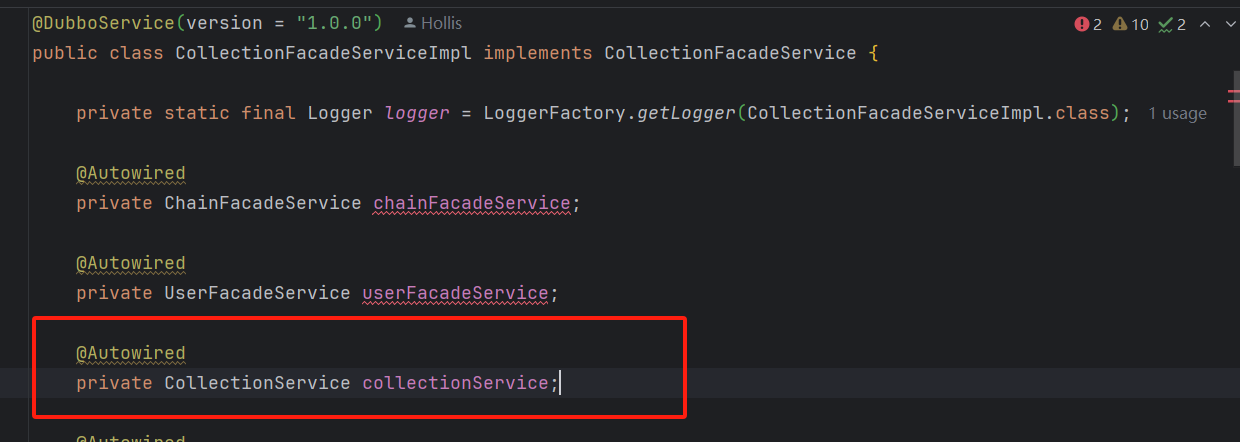 @DubboService(version = "1.0.0") Hollis 2 10 2
public class CollectionFacadeServiceImpl implements CollectionFacadeService {
private static final Logger logger = LoggerFactory.getLogger(CollectionFacadeServiceImpl.class); 1 usage
@Autowired
private ChainFacadeService chainFacadeService;
@Autowired
private UserFacadeService userFacadeService;
@Autowired
private CollectionService collectionService;
@Autowired